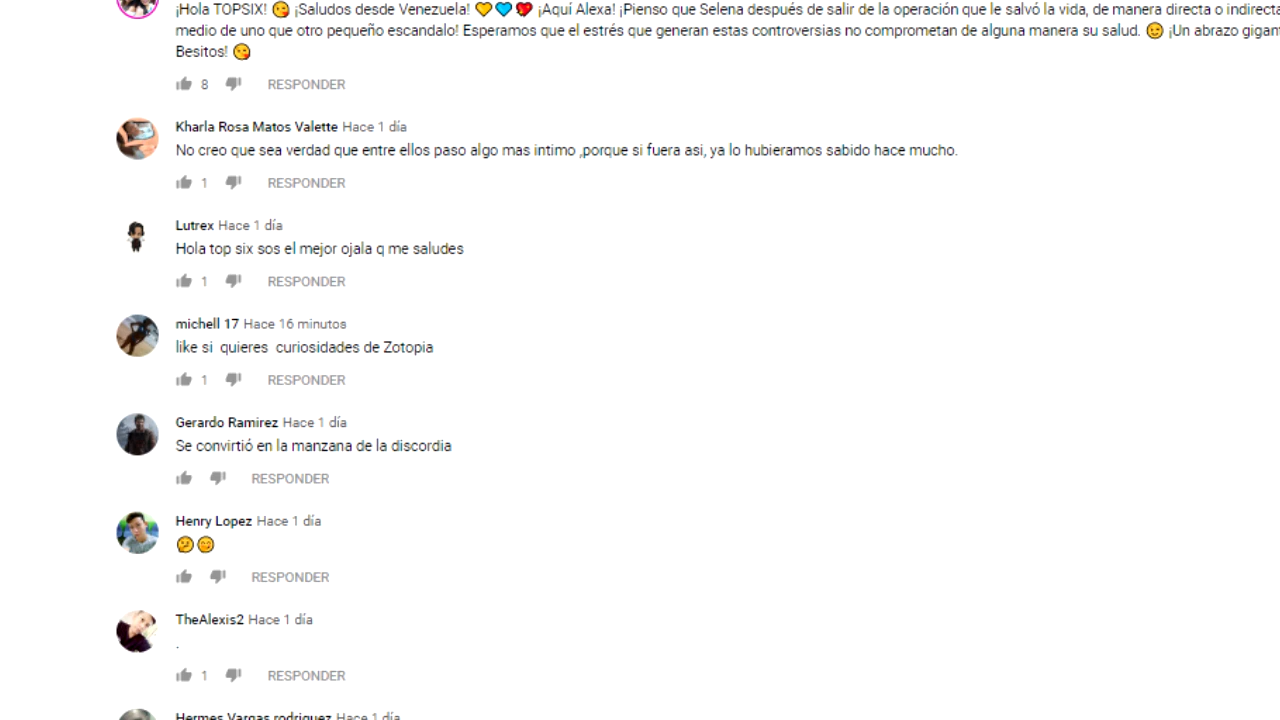 ¡Hola TOPSIX! 😘 ¡Saludos desde Venezuela! 💛💙💖 ¡Aquí Alexa! ¡Pienso que Selena después de salir de la operación que le salvó la vida, de manera directa o
medio de uno que otro pequeño escandalo! Esperamos que el estrés que generan estas controversias no comprometan de alguna manera su salud. 😉 ¡Un abrazo
Besitos! 😘
8 RESPONDER
Kharla Rosa Matos Valette Hace 1 día
No creo que sea verdad que entre ellos paso algo mas intimo ,porque si fuera asi, ya lo hubieramos sabido hace mucho.
1 RESPONDER
Lutrex Hace 1 día
Hola top six sos el mejor ojala q me saludes
1 RESPONDER
michell 17 Hace 16 minutos
like si quieres curiosidades de Zotopia
1 RESPONDER
Gerardo Ramirez Hace 1 día
Se convirtió en la manzana de la discordia
RESPONDER
Henry Lopez Hace 1 día
🤔😊
RESPONDER
TheAlexis2 Hace 1 día
.
1 RESPONDER
Hermes Vargas rodriguez Hace 1 día